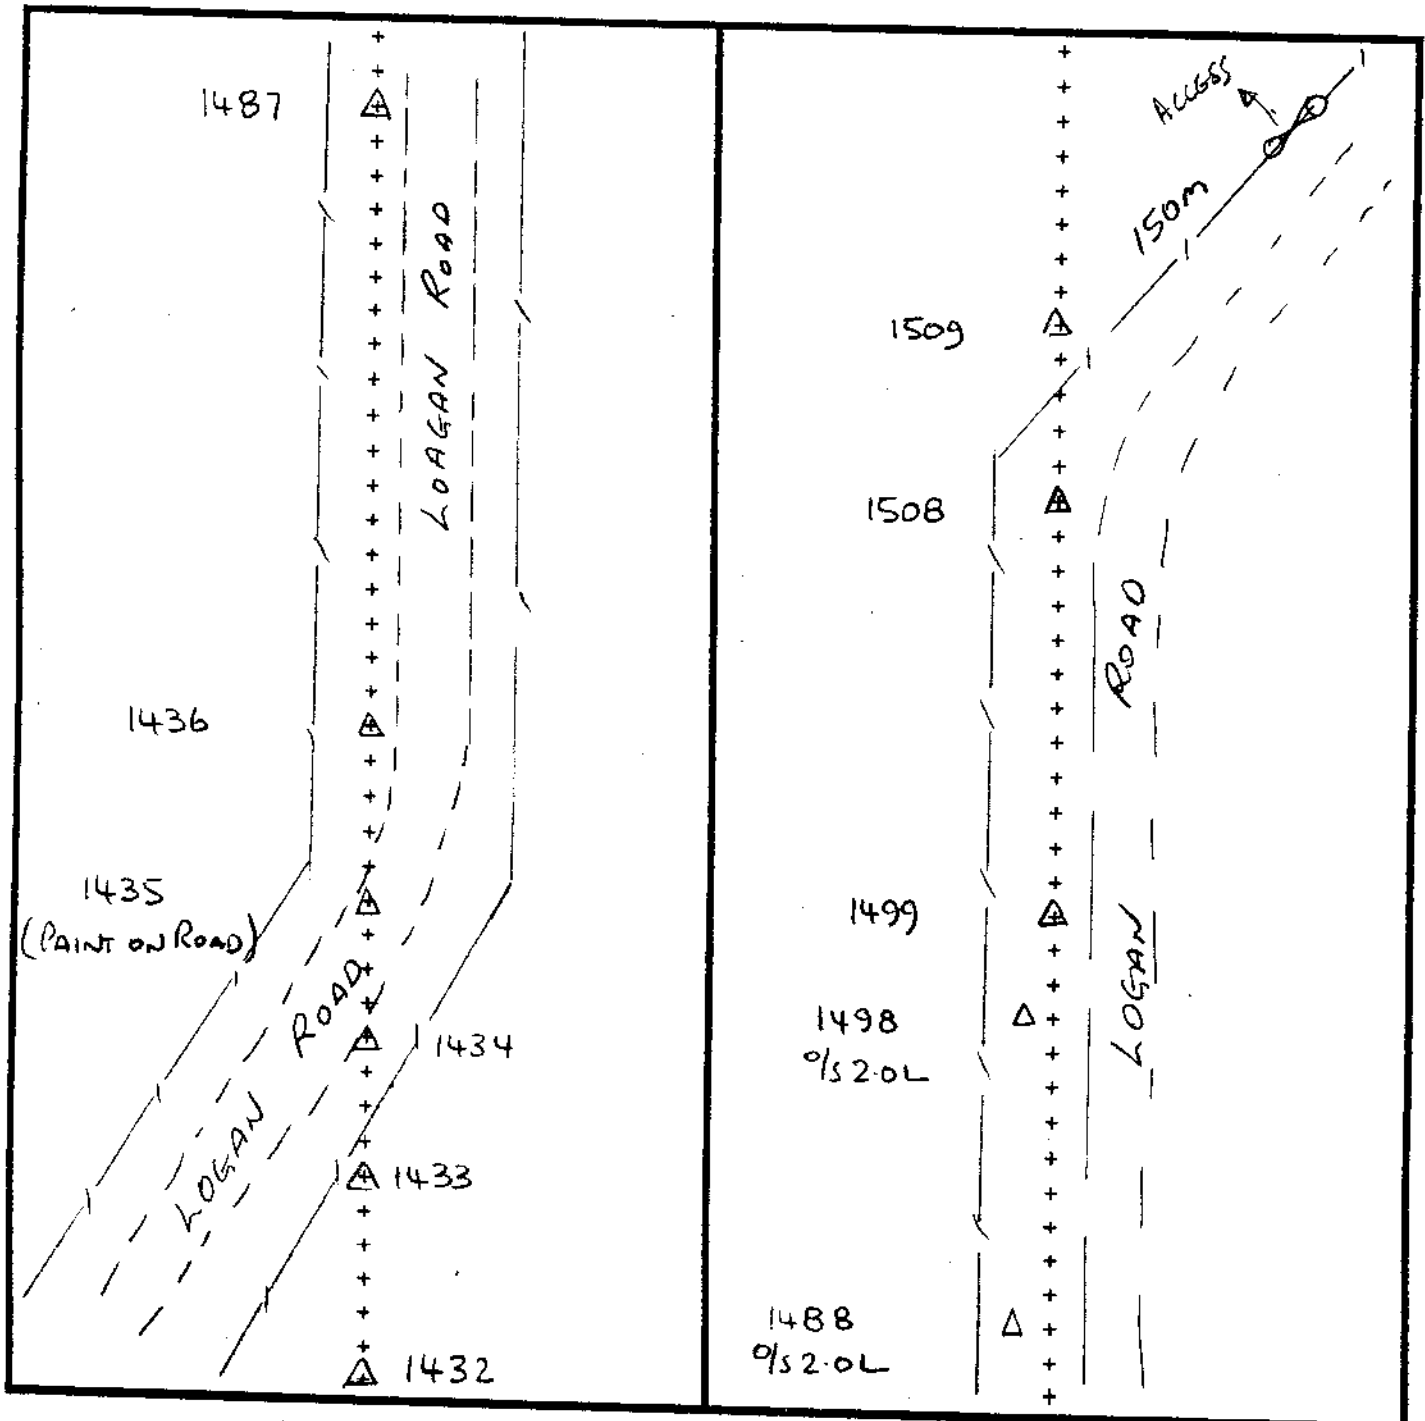 1487
LOAGAN ROAD
1436
1435
(PAINT ON ROAD)
LOGAN ROAD
1434
1433
1432
ACCESS
150m
1509
1508
LOGAN ROAD
1499
1498
o/s 2.0L
1488
o/s 2.0L